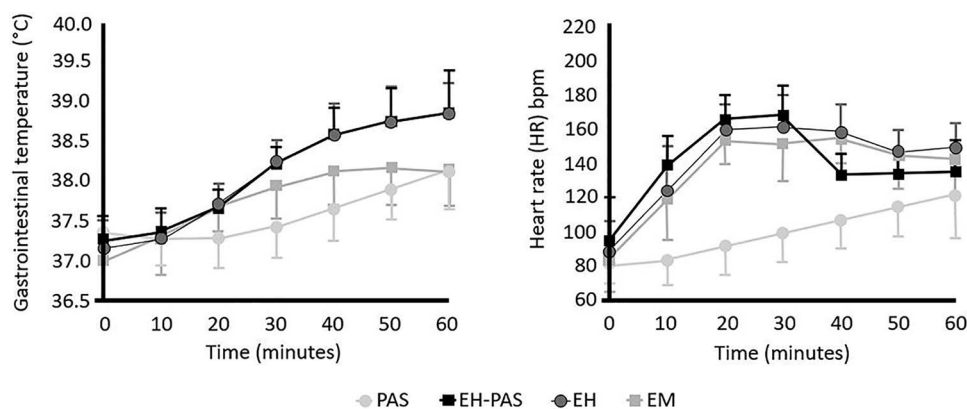 Gastrointestinal temperature (°C)
40.0
39.5
39.0
38.5
38.0
37.5
37.0
36.5
0 10 20 30 40 50 60
Time (minutes)
Heart rate (HR) bpm
220
200
180
160
140
120
100
80
60
0 10 20 30 40 50 60
Time (minutes)
PAS EH-PAS EH EM